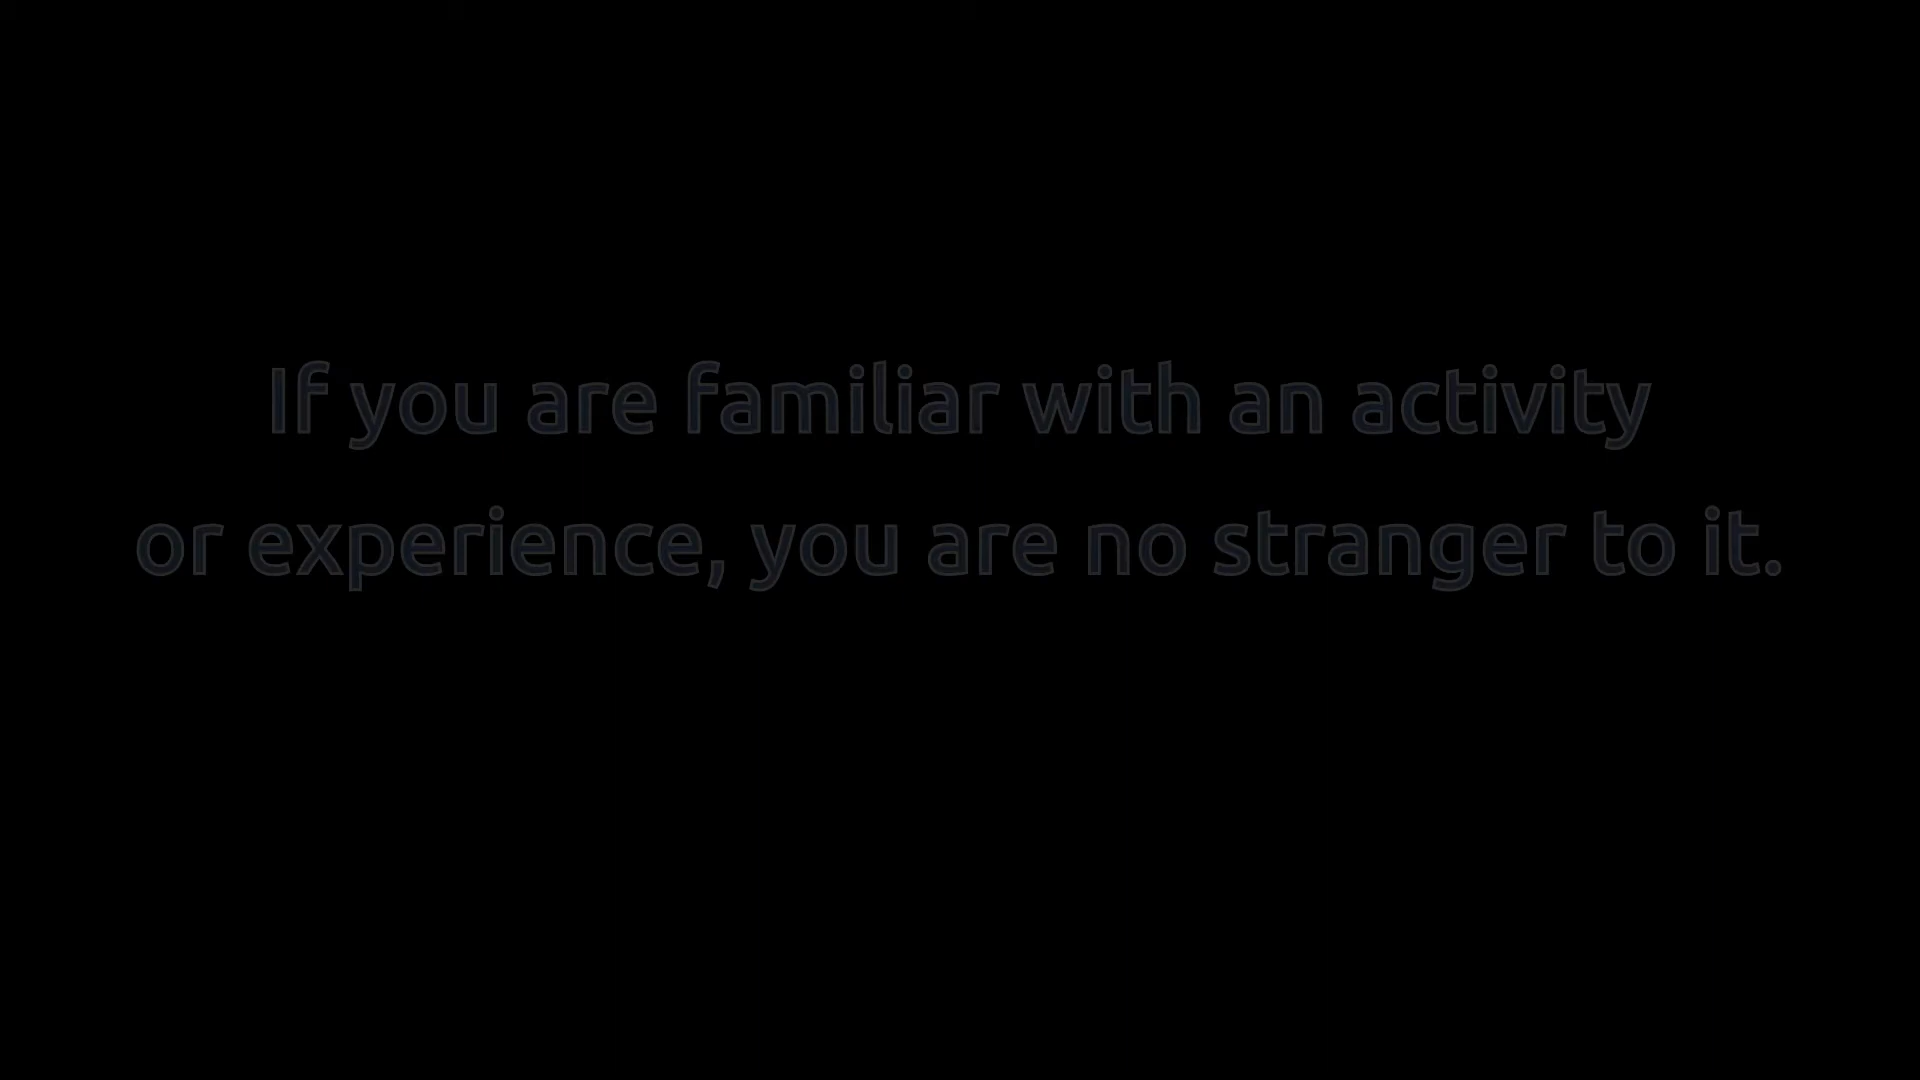 If you are familiar with an activity
or experience, you are no stranger to it.